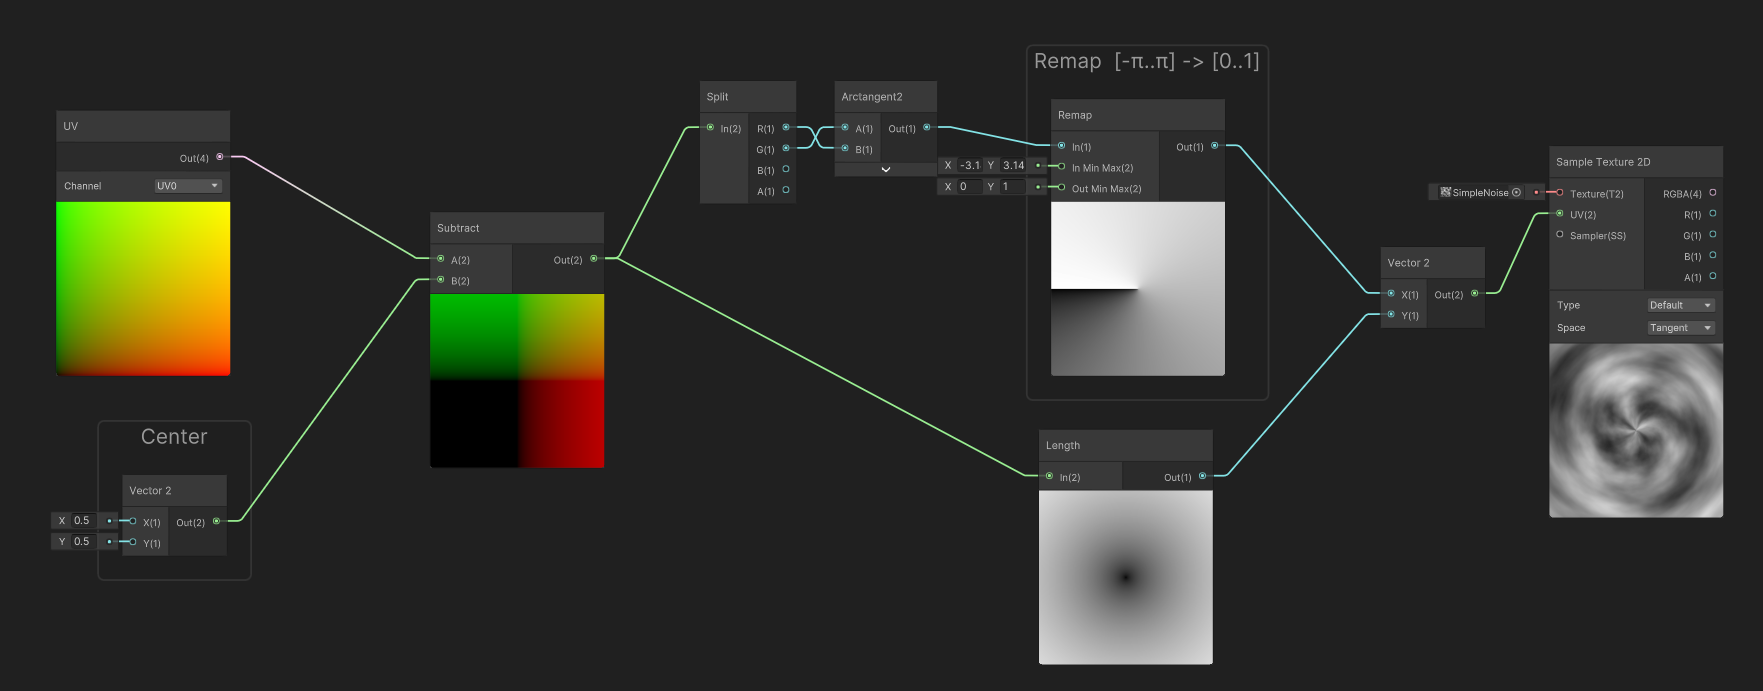 UV
Out(4)
Channel
UV0
Center
Vector 2
X 0.5
X(1)
Out(2)
Y 0.5
Y(1)
Subtract
A(2)
Out(2)
B(2)
Split
In(2)
R(1)
G(1)
B(1)
A(1)
Arctangent2
A(1)
Out(1)
B(1)
Remap [-π..π] -> [0..1]
Remap
In(1)
Out(1)
X -3.1 Y 3.14
In Min Max(2)
X 0 Y 1
Out Min Max(2)
Length
In(2)
Out(1)
Vector 2
X(1)
Out(2)
Y(1)
Sample Texture 2D
SimpleNoise
Texture(T2)
RGBA(4)
UV(2)
R(1)
Sampler(SS)
G(1)
B(1)
A(1)
Type
Default
Space
Tangent